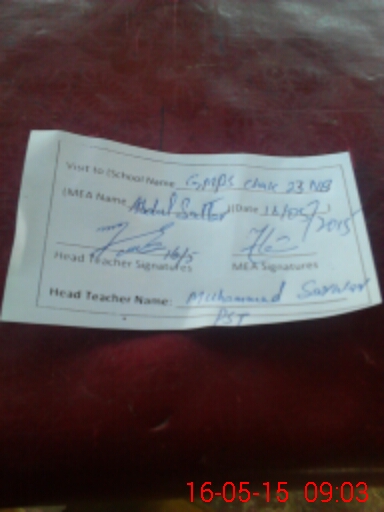 Visit to (School Name GMPS Chak 23 NB
(MEA Name Abdul Sattar )(Date 16/05/2015
16/5
Head Teacher Signatures MEA Signatures
Head Teacher Name: Muhammad Sarwar
PST
16-05-15 09:03